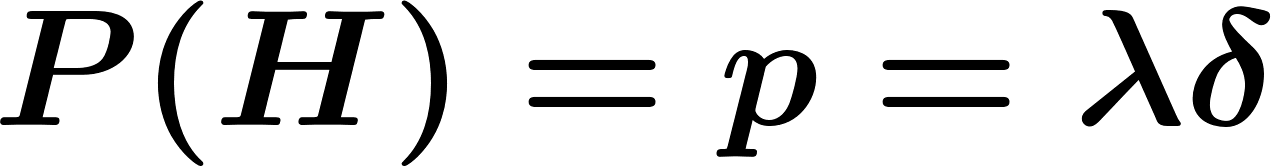 P(H) = p = λδ